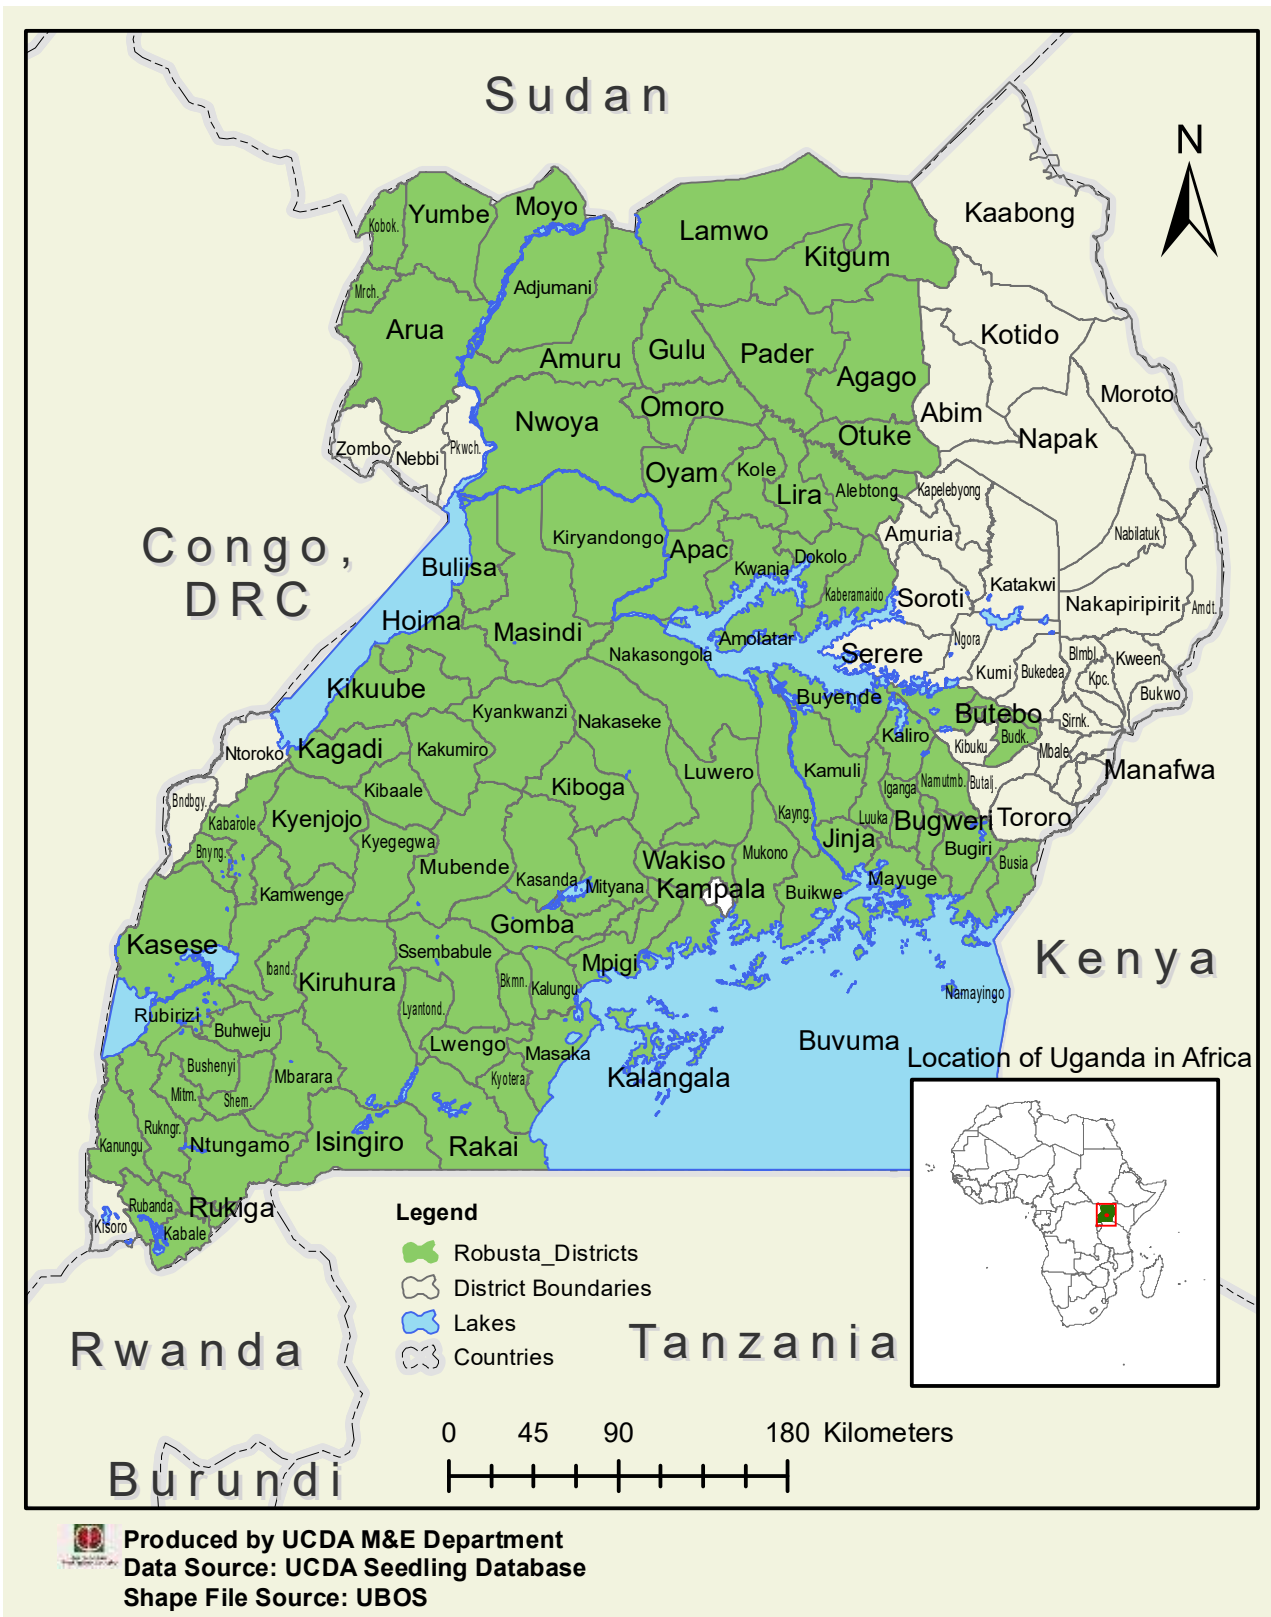 Sudan
N
Kaabong
Moyo
Yumbe
Kobok.
Lamwo
Kitgum
Adjumani
Mrch.
Arua
Kotido
Amuru
Gulu
Pader
Agago
Moroto
Omoro
Abim
Nwoya
Napak
Otuke
Zombo
Nebbi
Pkwch.
Oyam
Kole
Lira
Alebtong
Kapelebyong
Kiryandongo
Apac
Amuria
Nabilatuk
Congo,
DRC
Buliisa
Kwania
Dokolo
Katakwi
Kaberamaido
Soroti
Nakapiripirit
Amdt.
Hoima
Masindi
Amolatar
Nakasongola
Serere
Ngora
Blmbl.
Kween
Kumi
Bukedea
Kpc.
Bukwo
Kikuube
Buyende
Kyankwanzi
Nakaseke
Butebo
Sirnk.
Kaliro
Budk.
Kibuku
Mbale
Ntoroko
Kagadi
Kakumiro
Luwero
Kamuli
Manafwa
Namutmb.
Butalj.
Iganga
Kibaale
Kiboga
Bndbgy.
Kabarole
Kyenjojo
Kayng.
Luuka
Bugweri
Tororo
Jinja
Kyegegwa
Bnyng.
Mubende
Wakiso
Mukono
Bugiri
Busia
Kamwenge
Kasanda
Mityana
Kampala
Buikwe
Mayuge
Gomba
Kasese
Ssembabule
Mpigi
Kenya
Iband.
Kiruhura
Bkmn.
Kalungu
Namayingo
Rubirizi
Lyantond.
Buhweju
Lwengo
Masaka
Buvuma
Bushenyi
Mbarara
Kyotera
Kalangala
Location of Uganda in Africa
Mitm.
Shem.
Rukngr.
Kanungu
Ntungamo
Isingiro
Rakai
Rubanda
Rukiga
Kisoro
Kabale
Legend
Robusta_Districts
District Boundaries
Lakes
Countries
Rwanda
Tanzania
0 45 90 180 Kilometers
Burundi
Produced by UCDA M&E Department
Data Source: UCDA Seedling Database
Shape File Source: UBOS